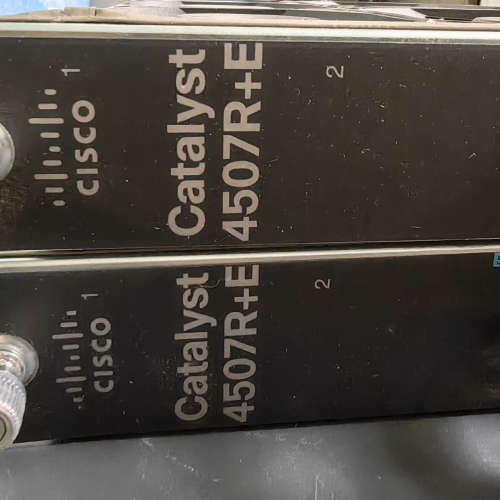 1
CISCO
Catalyst
4507R+E
2
1
CISCO
Catalyst
4507R+E
2